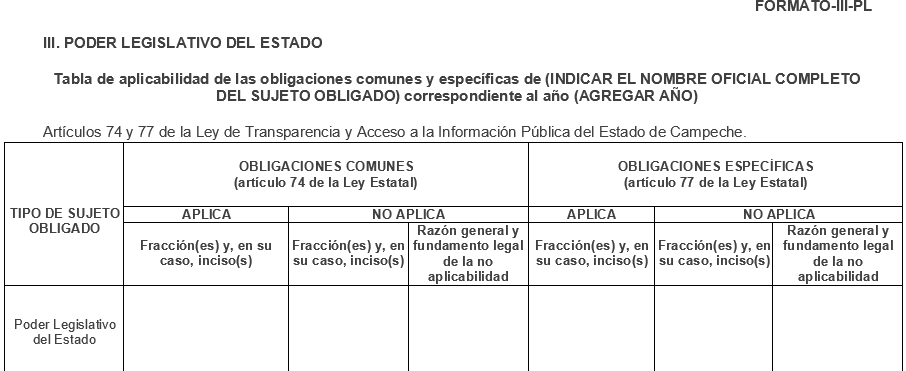 FORMATO-III-PL
III. PODER LEGISLATIVO DEL ESTADO
Tabla de aplicabilidad de las obligaciones comunes y específicas de (INDICAR EL NOMBRE OFICIAL COMPLETO
DEL SUJETO OBLIGADO) correspondiente al año (AGREGAR AÑO)
Artículos 74 y 77 de la Ley de Transparencia y Acceso a la Información Pública del Estado de Campeche.
TIPO DE SUJETO
OBLIGADO
OBLIGACIONES COMUNES
(artículo 74 de la Ley Estatal)
OBLIGACIONES ESPECÍFICAS
(artículo 77 de la Ley Estatal)
APLICA
NO APLICA
APLICA
NO APLICA
Fracción(es) y, en su
caso, inciso(s)
Fracción(es) y, en
su caso, inciso(s)
Razón general y
fundamento legal
de la no
aplicabilidad
Fracción(es) y, en su
caso, inciso(s)
Fracción(es) y, en
su caso, inciso(s)
Razón general y
fundamento legal
de la no
aplicabilidad
Poder Legislativo
del Estado